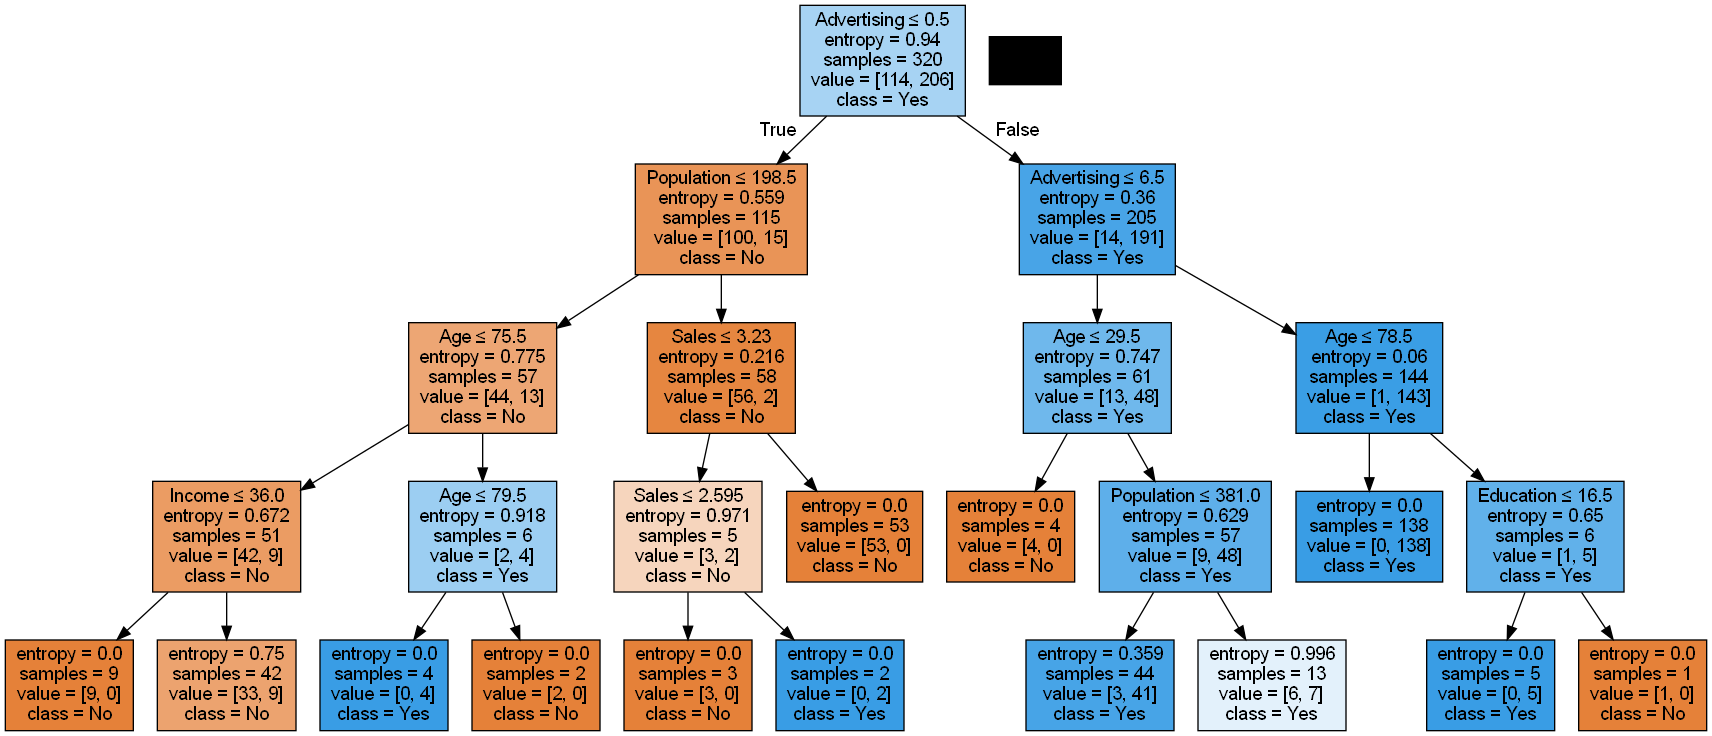 Advertising ≤ 0.5
entropy = 0.94
samples = 320
value = [114, 206]
class = Yes
True
False
Population ≤ 198.5
entropy = 0.559
samples = 115
value = [100, 15]
class = No
Advertising ≤ 6.5
entropy = 0.36
samples = 205
value = [14, 191]
class = Yes
Age ≤ 75.5
entropy = 0.775
samples = 57
value = [44, 13]
class = No
Sales ≤ 3.23
entropy = 0.216
samples = 58
value = [56, 2]
class = No
Age ≤ 29.5
entropy = 0.747
samples = 61
value = [13, 48]
class = Yes
Age ≤ 78.5
entropy = 0.06
samples = 144
value = [1, 143]
class = Yes
Income ≤ 36.0
entropy = 0.672
samples = 51
value = [42, 9]
class = No
Age ≤ 79.5
entropy = 0.918
samples = 6
value = [2, 4]
class = Yes
Sales ≤ 2.595
entropy = 0.971
samples = 5
value = [3, 2]
class = No
entropy = 0.0
samples = 53
value = [53, 0]
class = No
entropy = 0.0
samples = 4
value = [4, 0]
class = No
Population ≤ 381.0
entropy = 0.629
samples = 57
value = [9, 48]
class = Yes
entropy = 0.0
samples = 138
value = [0, 138]
class = Yes
Education ≤ 16.5
entropy = 0.65
samples = 6
value = [1, 5]
class = Yes
entropy = 0.0
samples = 9
value = [9, 0]
class = No
entropy = 0.75
samples = 42
value = [33, 9]
class = No
entropy = 0.0
samples = 4
value = [0, 4]
class = Yes
entropy = 0.0
samples = 2
value = [2, 0]
class = No
entropy = 0.0
samples = 3
value = [3, 0]
class = No
entropy = 0.0
samples = 2
value = [0, 2]
class = Yes
entropy = 0.359
samples = 44
value = [3, 41]
class = Yes
entropy = 0.996
samples = 13
value = [6, 7]
class = Yes
entropy = 0.0
samples = 5
value = [0, 5]
class = Yes
entropy = 0.0
samples = 1
value = [1, 0]
class = No